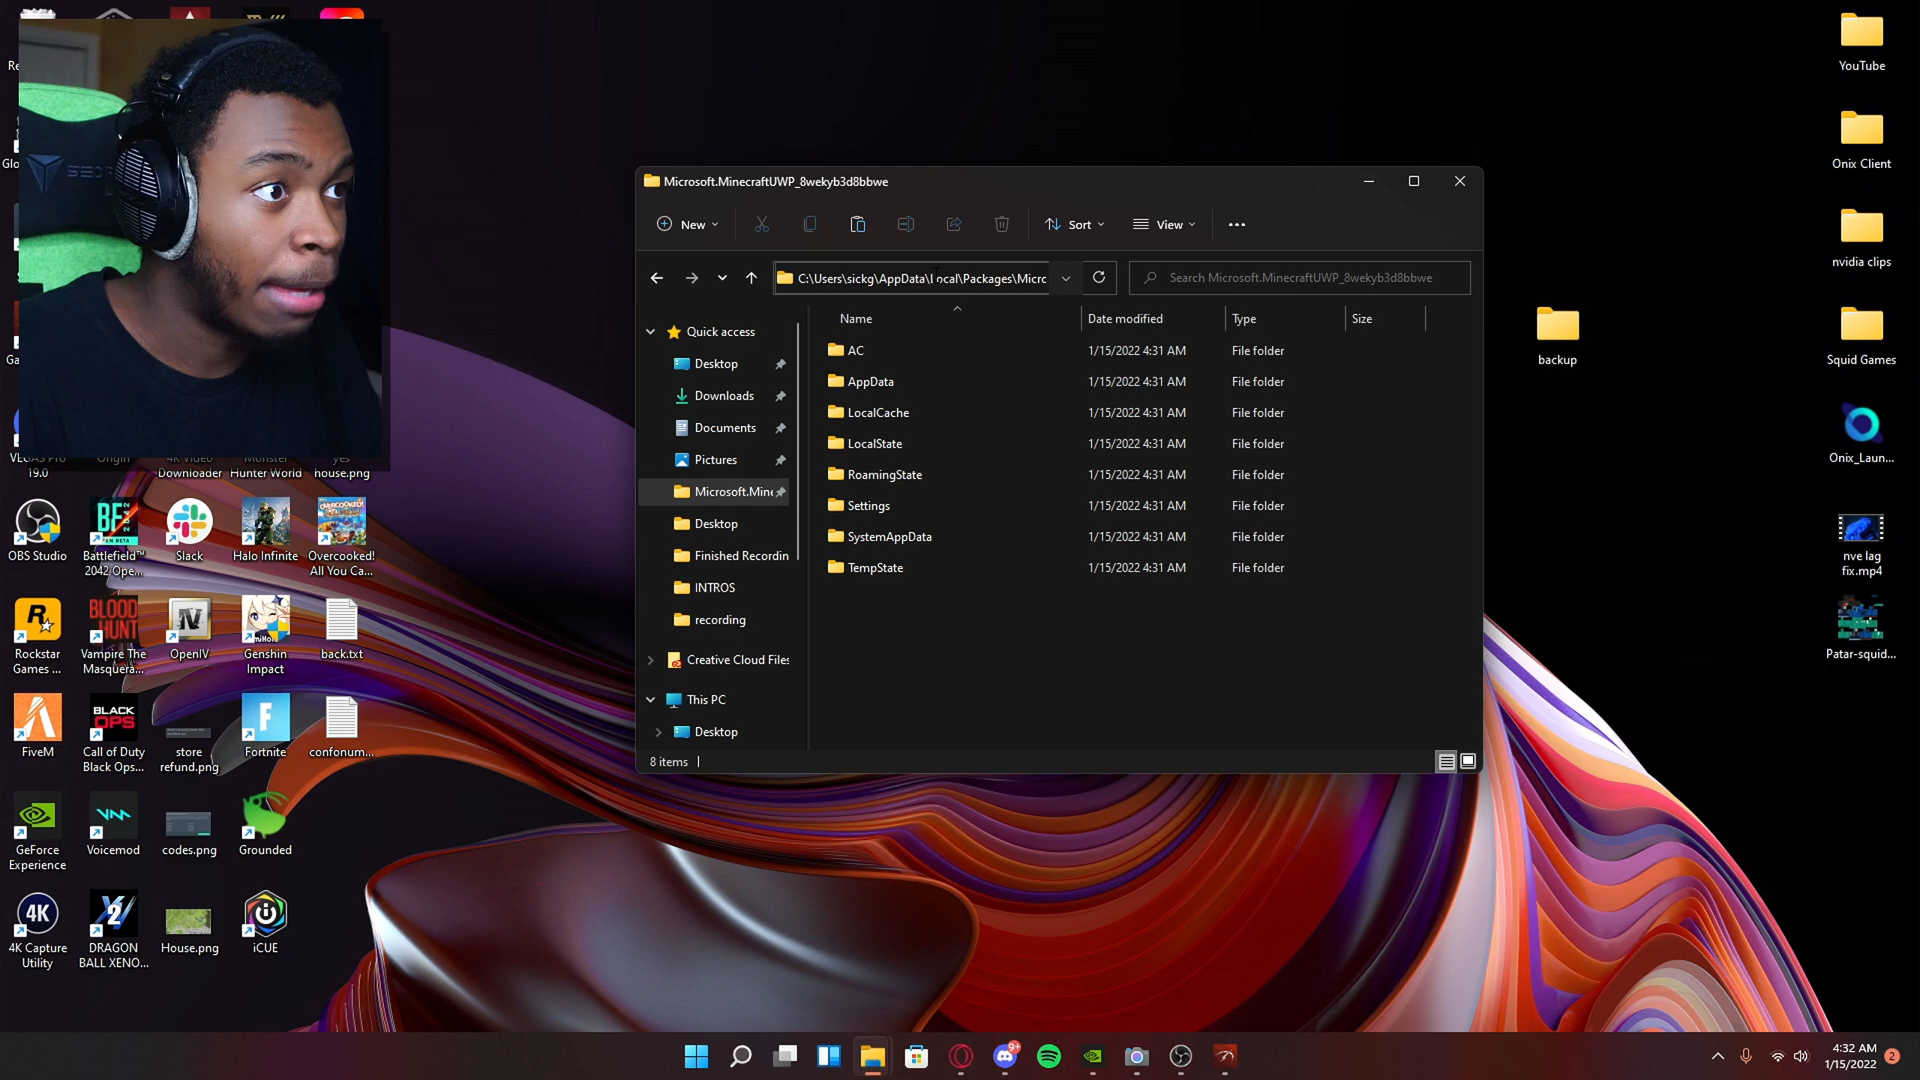 YouTube
Onix Client
nvidia clips
Squid Games
Onix_Laun...
nve lag
fix.mp4
Patar-squid...
backup
Microsoft.MinecraftUWP_8wekyb3d8bbwe
New
Sort
View
C:\Users\sickg\AppData\Local\Packages\Micro
Search Microsoft.MinecraftUWP_8wekyb3d8bbwe
Quick access
Desktop
Downloads
Documents
Pictures
Microsoft.Mine
Desktop
Finished Recordin
INTROS
recording
Creative Cloud Files
This PC
Desktop
Name Date modified Type Size
AC 1/15/2022 4:31 AM File folder
AppData 1/15/2022 4:31 AM File folder
LocalCache 1/15/2022 4:31 AM File folder
LocalState 1/15/2022 4:31 AM File folder
RoamingState 1/15/2022 4:31 AM File folder
Settings 1/15/2022 4:31 AM File folder
SystemAppData 1/15/2022 4:31 AM File folder
TempState 1/15/2022 4:31 AM File folder
8 items
VEGAS Pro
19.0
Origin
4K Video
Downloader
Monster
Hunter World
yes
house.png
OBS Studio
Battlefield™
2042 Ope...
Slack
Halo Infinite
Overcooked!
All You Ca...
Rockstar
Games ...
Vampire The
Masquera...
OpenIV
Genshin
Impact
back.txt
FiveM
BLACK
OPS
Call of Duty
Black Ops...
store
refund.png
Fortnite
confonum...
GeForce
Experience
Voicemod
codes.png
Grounded
4K
4K Capture
Utility
DRAGON
BALL XENO...
House.png
iCUE
9+
4:32 AM
1/15/2022
2